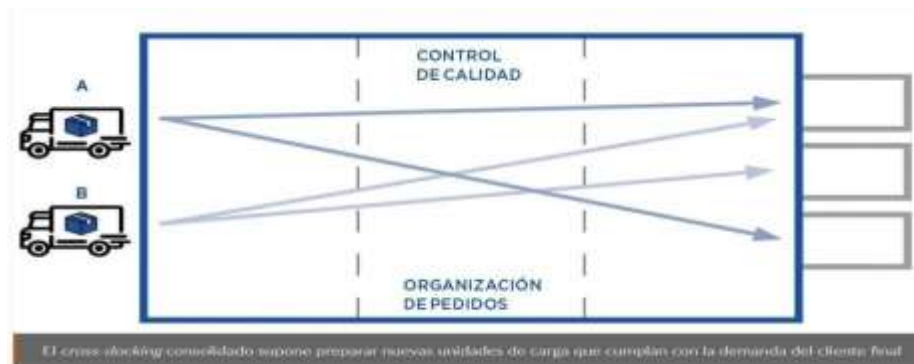 CONTROL
DE CALIDAD
A
B
ORGANIZACIÓN
DE PEDIDOS
El cross docking consolidado supone preparar nuevas unidades de carga que cumplan con la demanda del cliente final